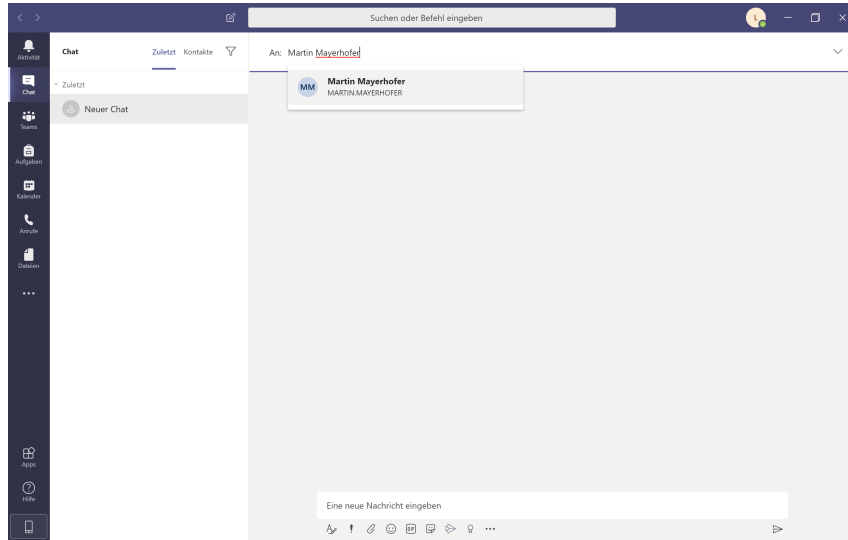 Suchen oder Befehl eingeben
L
Aktivität
Chat
Teams
Aufgaben
Kalender
Anrufe
Dateien
Apps
Hilfe
Chat
Zuletzt
Kontakte
Zuletzt
Neuer Chat
An: Martin Mayerhofer
MM
Martin Mayerhofer
MARTIN.MAYERHOFER
Eine neue Nachricht eingeben
GIF